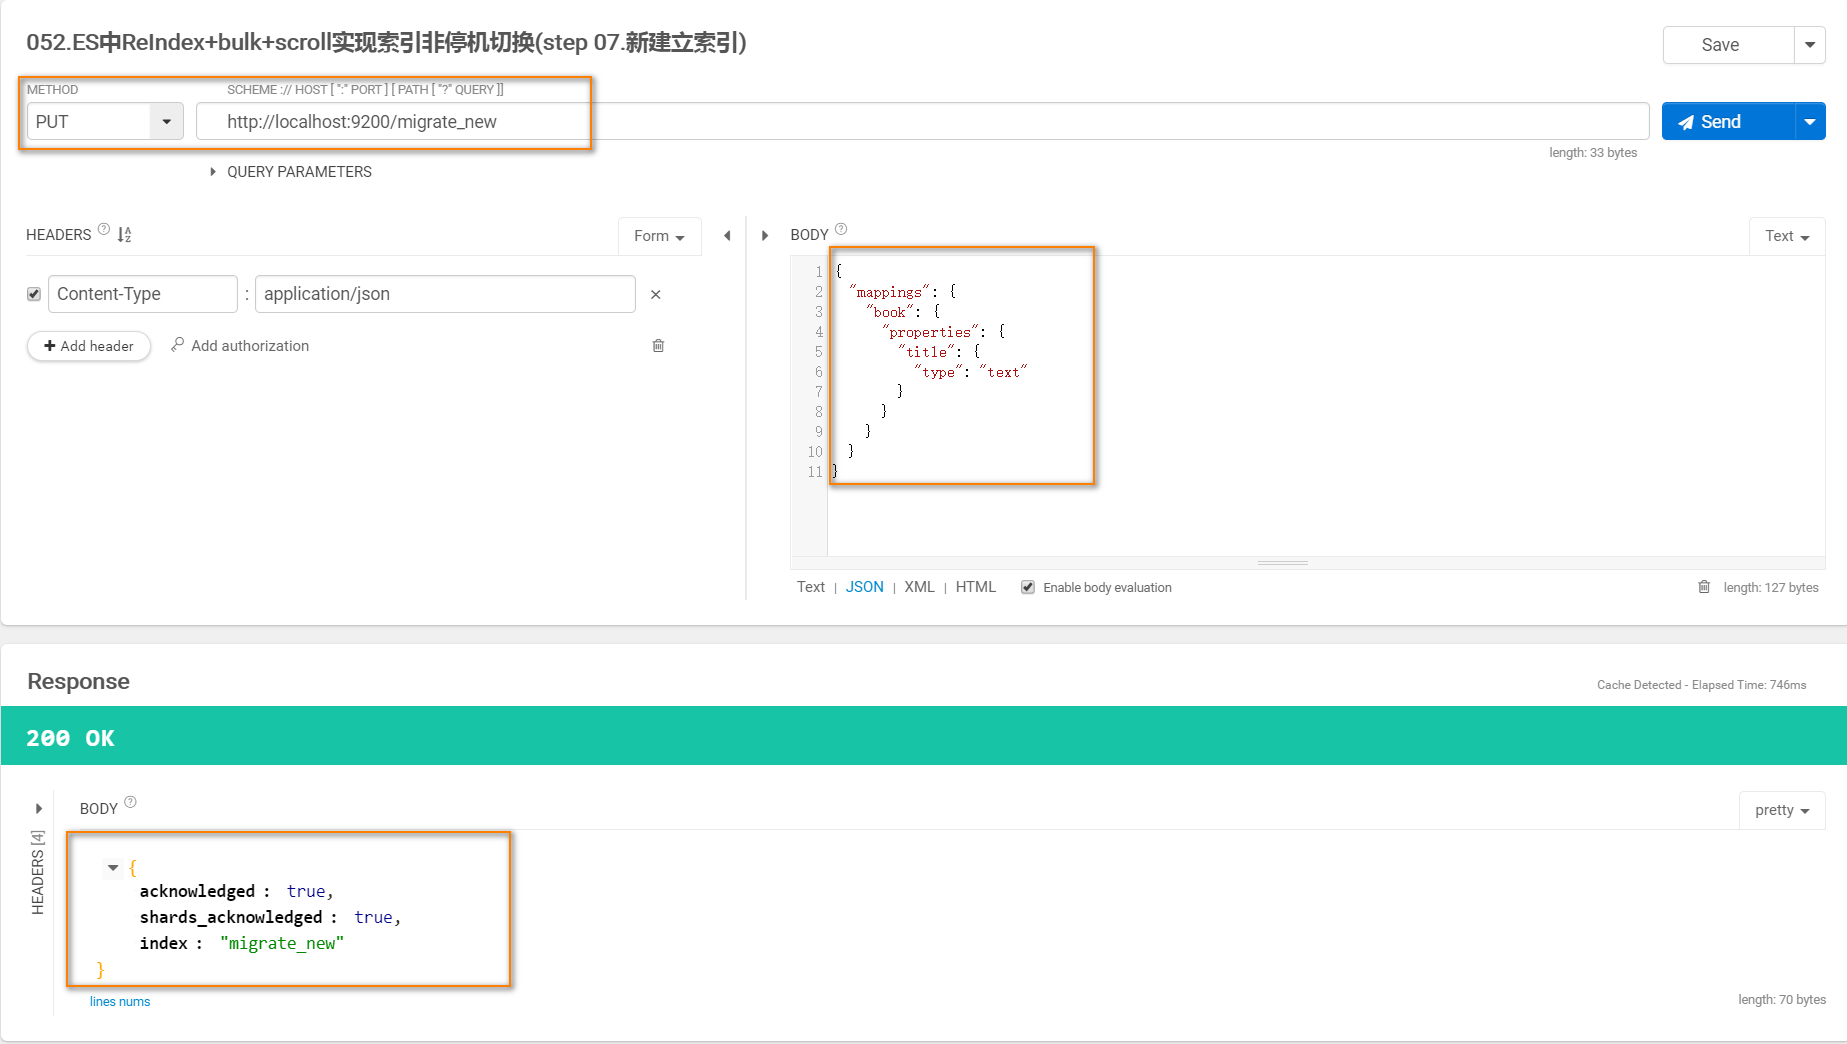 052.ES中ReIndex+bulk+scroll实现索引非停机切换(step 07.新建立索引)
Save
METHOD
SCHEME :// HOST [ ":" PORT ] [ PATH [ "?" QUERY ]]
PUT
http://localhost:9200/migrate_new
Send
length: 33 bytes
QUERY PARAMETERS
HEADERS ?
Form
BODY ?
Text
Content-Type : application/json ×
+ Add header
Add authorization
1 {
2 "mappings": {
3 "book": {
4 "properties": {
5 "title": {
6 "type": "text"
7 }
8 }
9 }
10 }
11 }
Text | JSON | XML | HTML
Enable body evaluation
length: 127 bytes
Response
Cache Detected - Elapsed Time: 746ms
200 OK
HEADERS [4]
BODY ?
pretty
{
acknowledged : true,
shards_acknowledged : true,
index : "migrate_new"
}
lines nums
length: 70 bytes